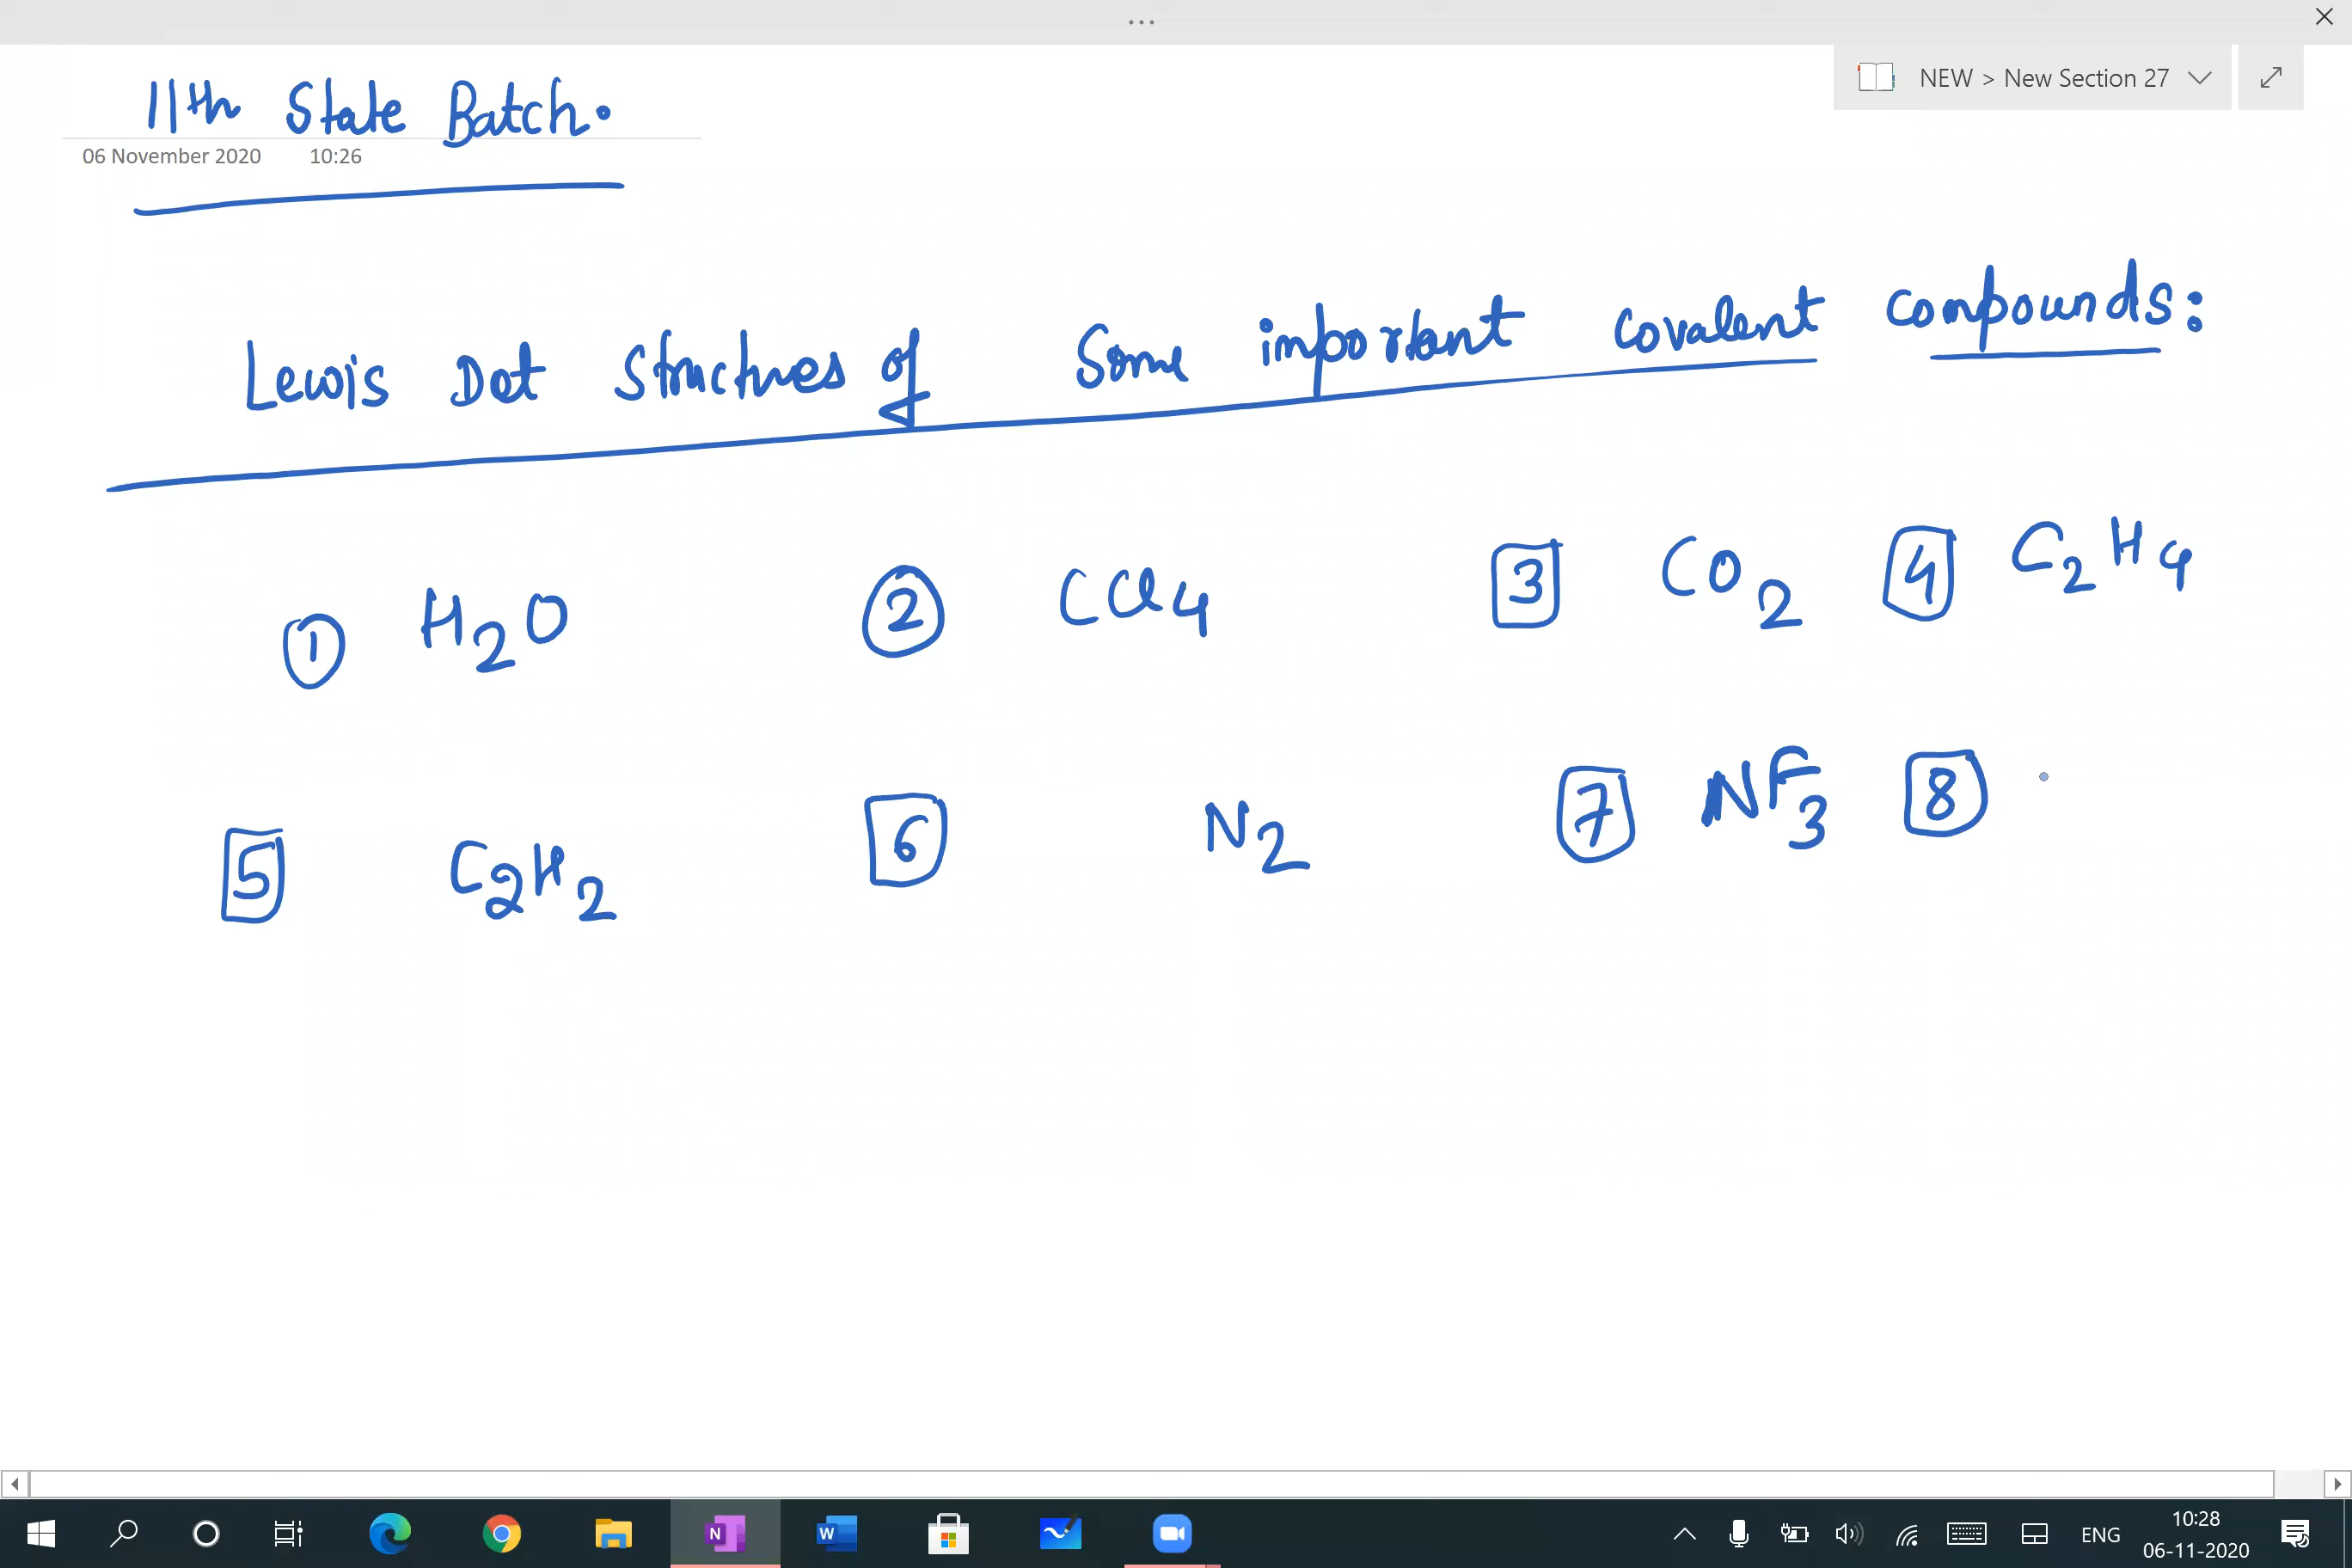 NEW > New Section 27
11th State Batch.
06 November 2020 10:26
Lewis Dot Structures of Some important covalent compounds:
① H₂O ② CCl₄ 3 CO₂ 4 C₂H₄
5 C₂H₂ 6 N₂ 7 NF₃ 8
ENG 10:28
06-11-2020